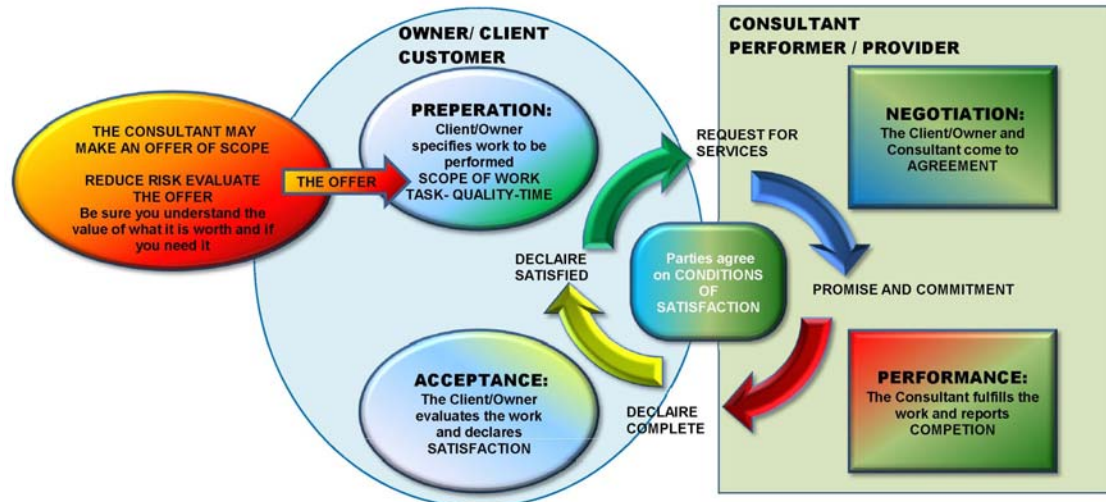 OWNER/ CLIENT
CUSTOMER
CONSULTANT
PERFORMER / PROVIDER
THE CONSULTANT MAY
MAKE AN OFFER OF SCOPE
REDUCE RISK EVALUATE
THE OFFER
Be sure you understand the
value of what it is worth and if
you need it
THE OFFER
PREPERATION:
Client/Owner
specifies work to be
performed
SCOPE OF WORK
TASK- QUALITY-TIME
REQUEST FOR
SERVICES
NEGOTIATION:
The Client/Owner and
Consultant come to
AGREEMENT
DECLAIRE
SATISFIED
Parties agree
on CONDITIONS
OF
SATISFACTION
PROMISE AND COMMITMENT
ACCEPTANCE:
The Client/Owner
evaluates the work
and declares
SATISFACTION
DECLAIRE
COMPLETE
PERFORMANCE:
The Consultant fulfills the
work and reports
COMPETION